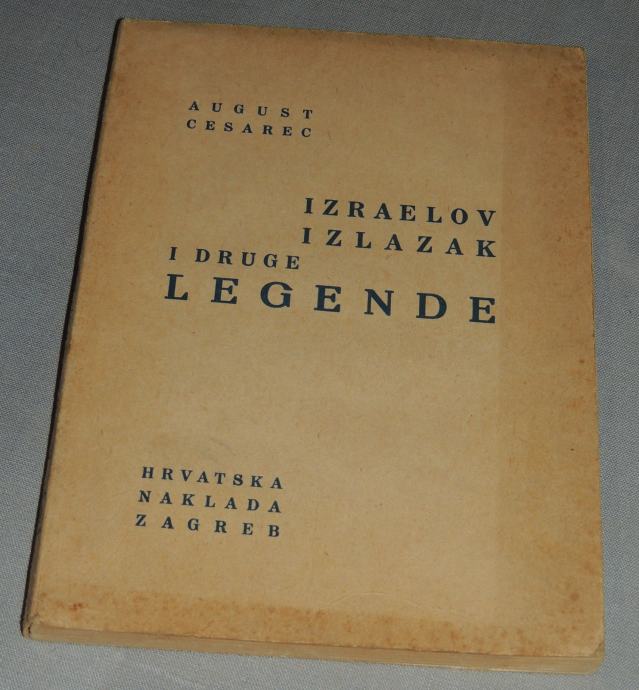 AUGUST
CESAREC
IZRAELOV
IZLAZAK
I DRUGE
LEGENDE
HRVATSKA
NAKLADA
ZAGREB